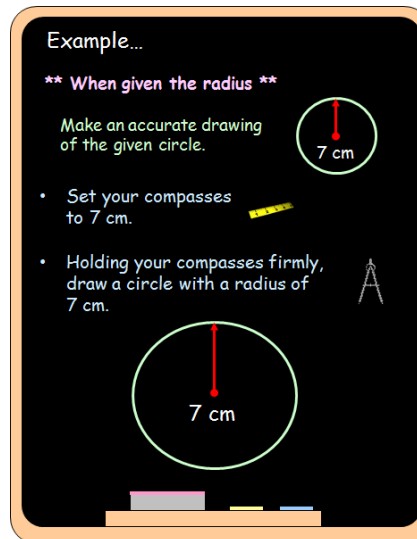 Example...
** When given the radius **
Make an accurate drawing
of the given circle.
7 cm
• Set your compasses
to 7 cm.
• Holding your compasses firmly,
draw a circle with a radius of
7 cm.
7 cm